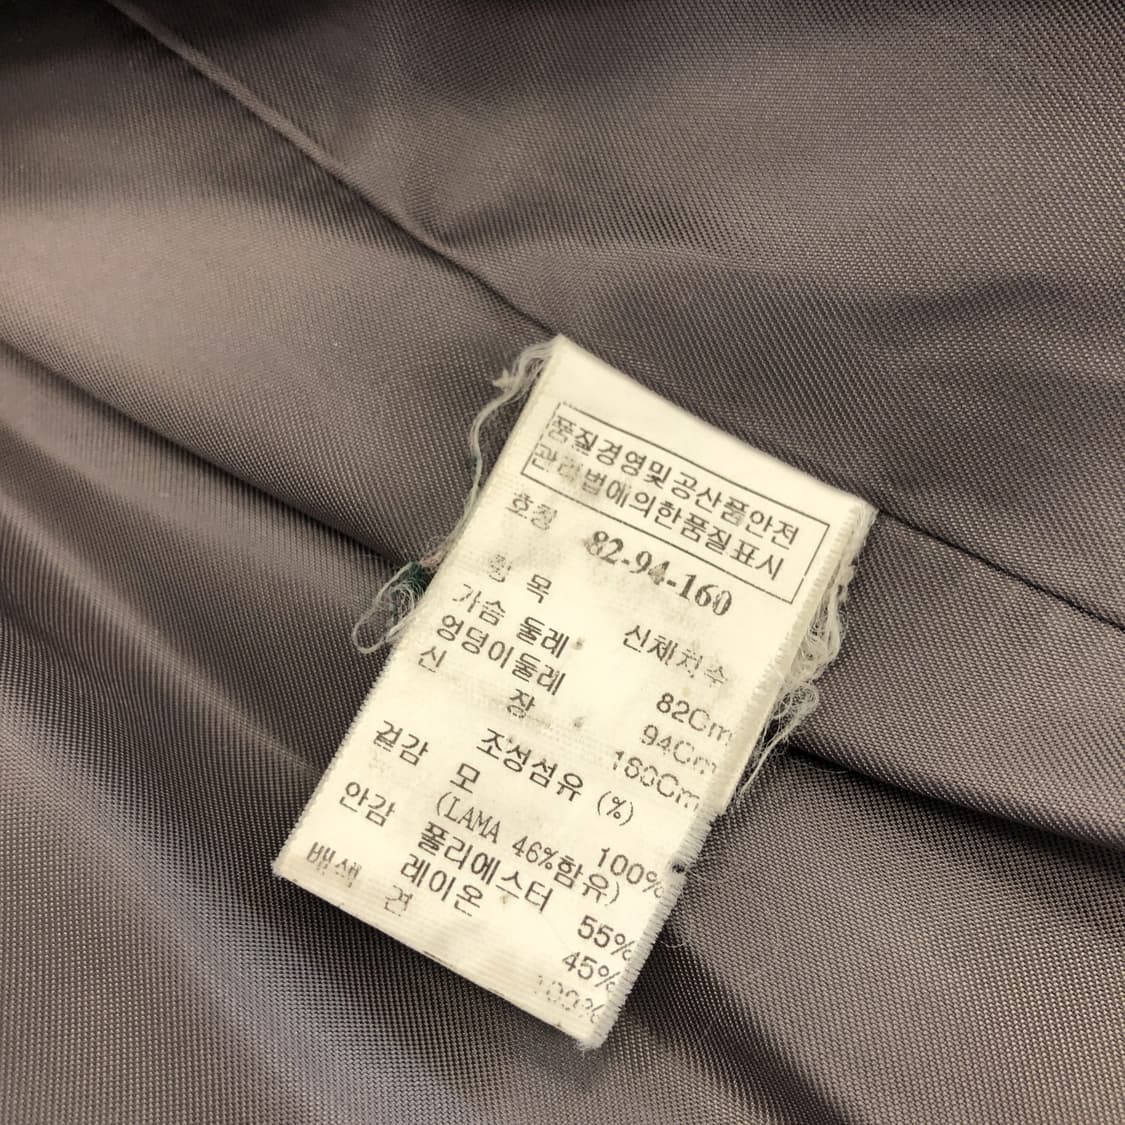 품질경영및공산품안전
관리법에의한품질표시
호칭 82-94-160
항목 신체치수
가슴 둘레 82Cm
엉덩이둘레 94Cm
신장 160Cm
조성섬유 (%)
겉감 모 100%
(LAMA 46%함유)
안감 폴리에스터 55%
레이온 45%
배색 견 100%